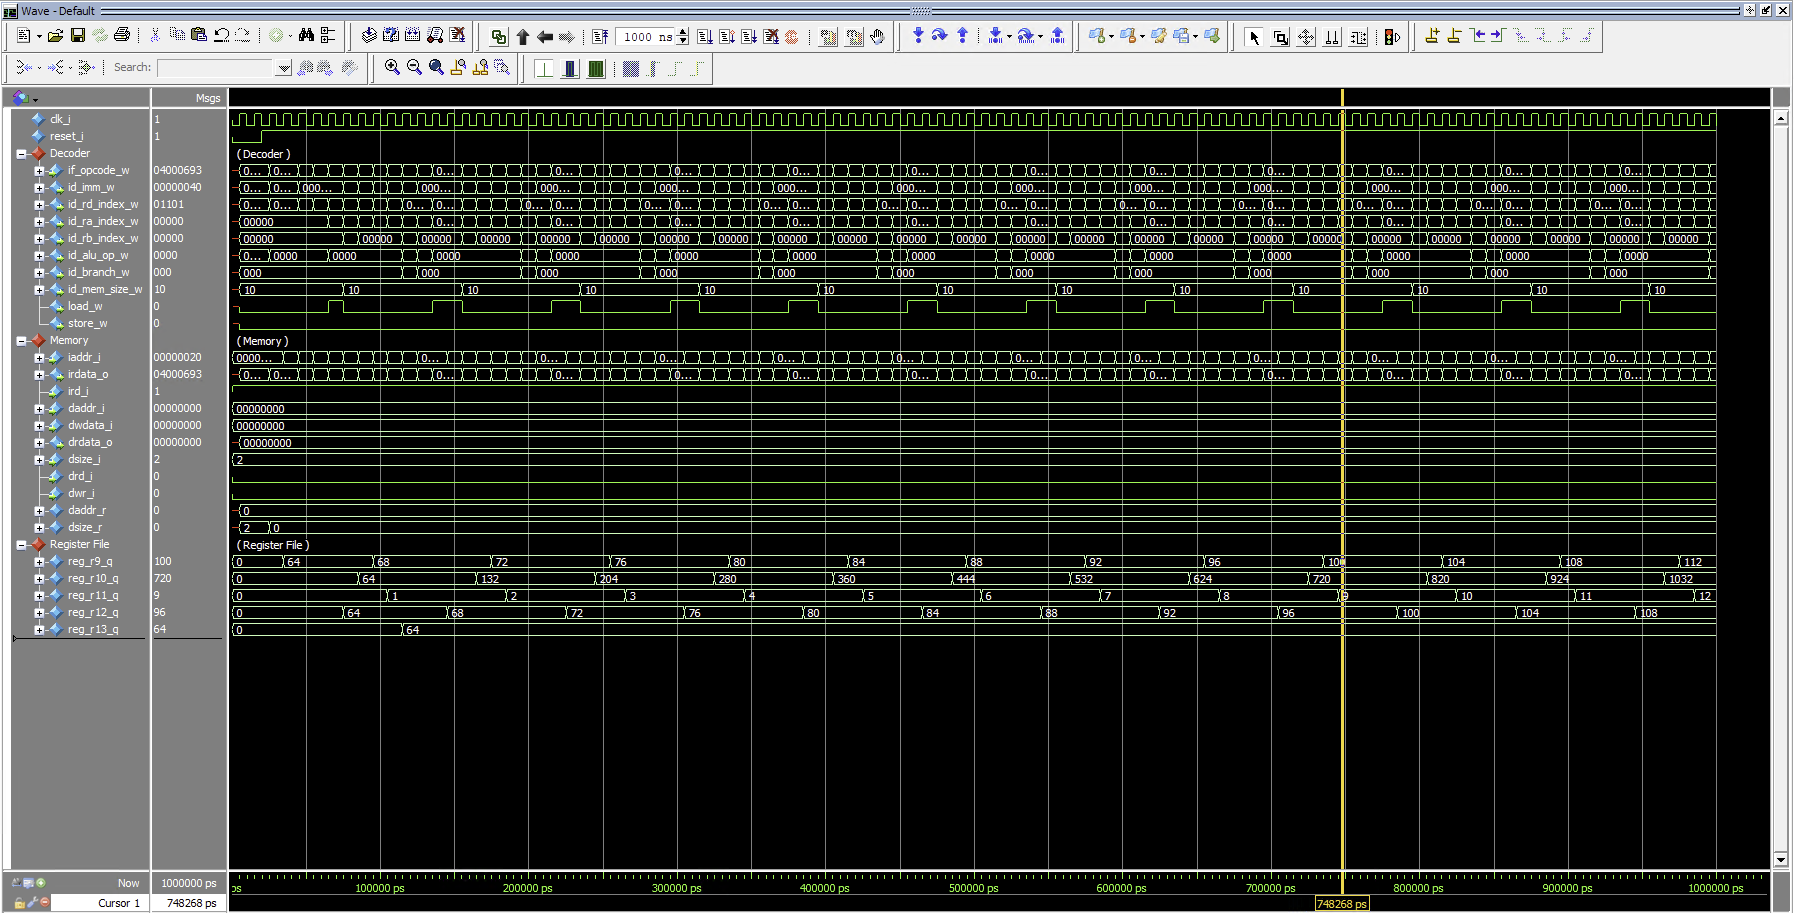 Wave - Default
1000 ns
Search:
Msgs
clk_i 1
reset_i 1
Decoder (Decoder)
if_opcode_w 04000693 0... 0... 0... 0... 0... 0... 0... 0... 0... 0... 0... 0... 0...
id_imm_w 00000040 0... 0... 000... 000... 000... 000... 000... 000... 000... 000... 000... 000... 000... 000...
id_rd_index_w 01101 0... 0... 0... 0... 0... 0... 0... 0... 0... 0... 0... 0... 0... 0... 0... 0... 0... 0... 0... 0... 0... 0... 0... 0...
id_ra_index_w 00000 00000 0... 0... 0... 0... 0... 0... 0... 0... 0... 0... 0...
id_rb_index_w 00000 00000 00000 00000 00000 00000 00000 00000 00000 00000 00000 00000 00000 00000 00000 00000 00000 00000 00000 00000 00000 00000 00000 00000 00000
id_alu_op_w 0000 0... 0000 0000 0000 0000 0000 0000 0000 0000 0000 0000 0000 0000 0000
id_branch_w 000 000 000 000 000 000 000 000 000 000 000 000 000
id_mem_size_w 10 10 10 10 10 10 10 10 10 10 10 10 10 10
load_w 0
store_w 0
Memory (Memory)
iaddr_i 00000020 0000... 0... 0... 0... 0... 0... 0... 0... 0... 0... 0... 0...
irdata_o 04000693 0... 0... 0... 0... 0... 0... 0... 0... 0... 0... 0... 0... 0...
ird_i 1
daddr_i 00000000 00000000
dwdata_i 00000000 00000000
drdata_o 00000000 00000000
dsize_i 2 2
drd_i 0
dwr_i 0
daddr_r 0 0
dsize_r 0 2 0
Register File (Register File)
reg_r9_q 100 0 64 68 72 76 80 84 88 92 96 100 104 108 112
reg_r10_q 720 0 64 132 204 280 360 444 532 624 720 820 924 1032
reg_r11_q 9 0 1 2 3 4 5 6 7 8 9 10 11 12
reg_r12_q 96 0 64 68 72 76 80 84 88 92 96 100 104 108
reg_r13_q 64 0 64
Now 1000000 ps ps 100000 ps 200000 ps 300000 ps 400000 ps 500000 ps 600000 ps 700000 ps 800000 ps 900000 ps 1000000 ps
Cursor 1 748268 ps 748268 ps